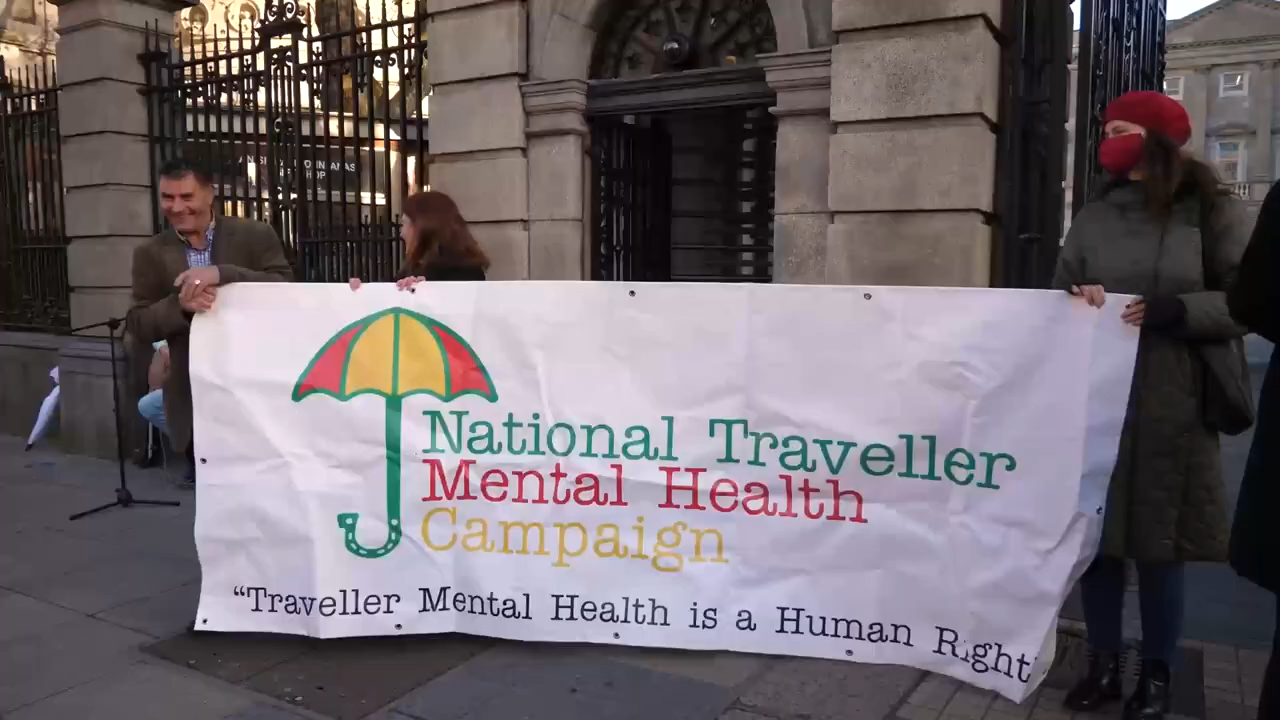 National Traveller
Mental Health
Campaign
“Traveller Mental Health is a Human Right